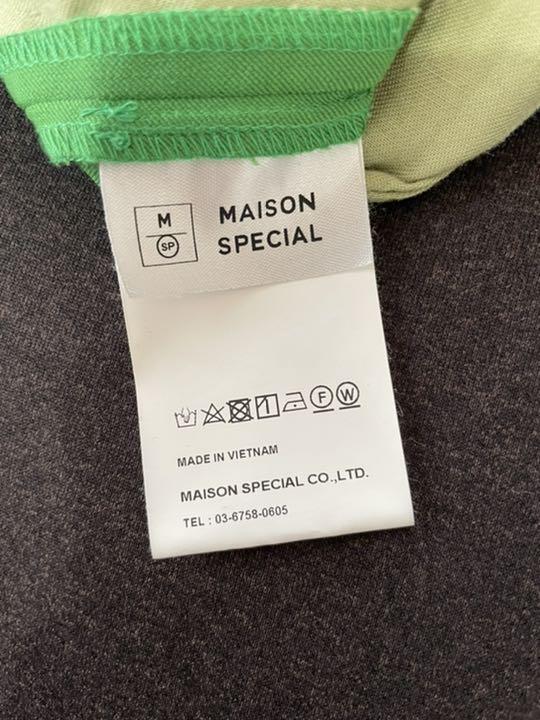 M
SP
MAISON
SPECIAL
F W
MADE IN VIETNAM
MAISON SPECIAL CO.,LTD.
TEL : 03-6758-0605